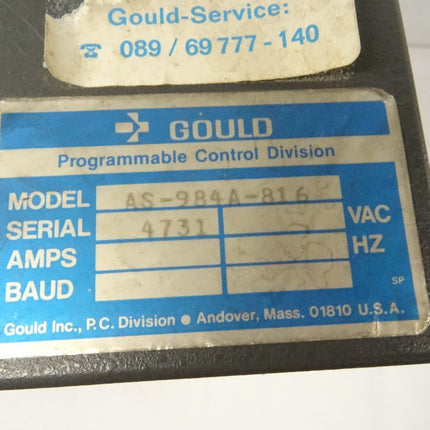 Gould-Service:
☎ 089 / 69 777 - 140
GOULD
Programmable Control Division
MODEL AS-984A-816
SERIAL 4731 VAC
AMPS HZ
BAUD
SP
Gould Inc., P.C. Division ● Andover, Mass. 01810 U.S.A.